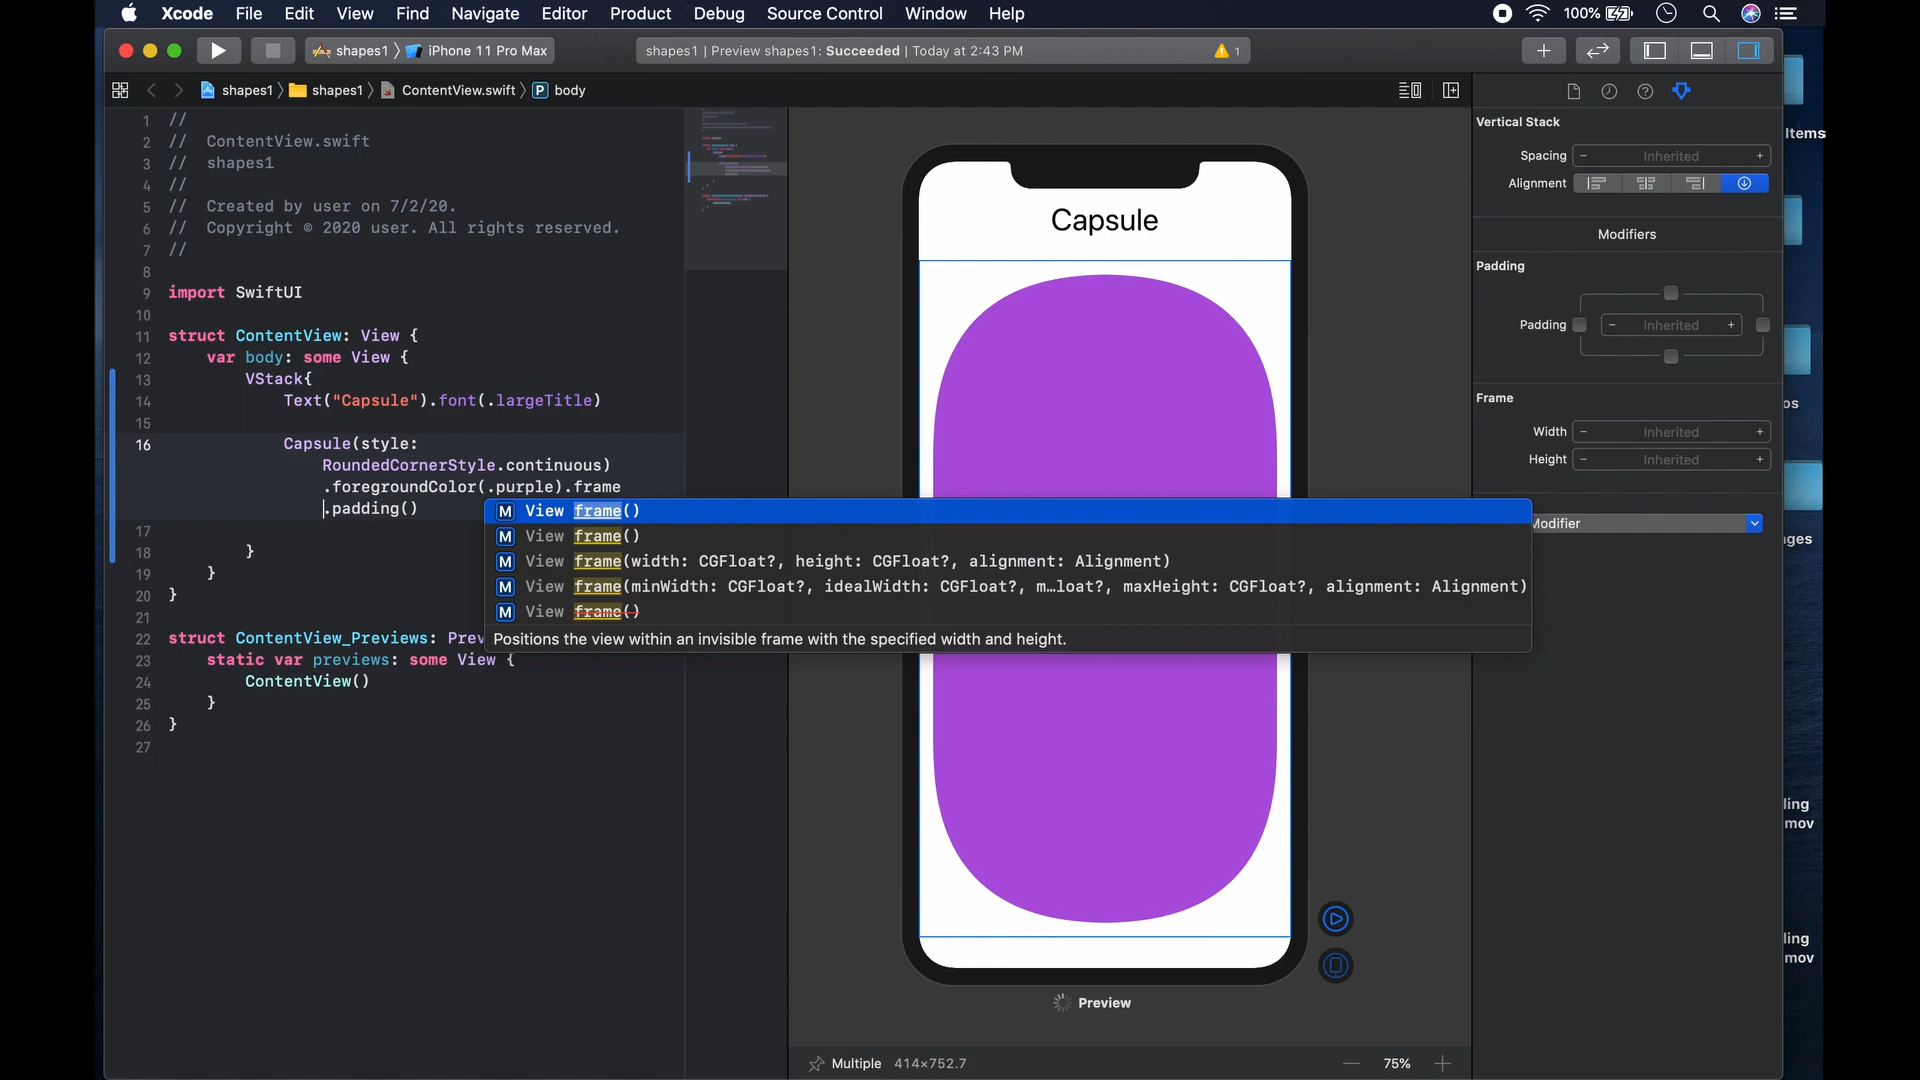 Xcode File Edit View Find Navigate Editor Product Debug Source Control Window Help 100%
shapes1 iPhone 11 Pro Max shapes1 | Preview shapes1: Succeeded | Today at 2:43 PM 1
shapes1 shapes1 ContentView.swift P body
1 //
2 // ContentView.swift
3 // shapes1
4 //
5 // Created by user on 7/2/20.
6 // Copyright © 2020 user. All rights reserved.
7 //
8
9 import SwiftUI
10
11 struct ContentView: View {
12 var body: some View {
13 VStack{
14 Text("Capsule").font(.largeTitle)
15
16 Capsule(style:
RoundedCornerStyle.continuous)
.foregroundColor(.purple).frame
.padding()
17
18 }
19 }
20 }
21
22 struct ContentView_Previews: Prev
23 static var previews: some View {
24 ContentView()
25 }
26 }
27
M View frame()
M View frame()
M View frame(width: CGFloat?, height: CGFloat?, alignment: Alignment)
M View frame(minWidth: CGFloat?, idealWidth: CGFloat?, m…loat?, maxHeight: CGFloat?, alignment: Alignment)
M View frame()
Positions the view within an invisible frame with the specified width and height.
Capsule
Preview
Multiple 414×752.7 75%
Vertical Stack
Spacing Inherited
Alignment
Modifiers
Padding
Padding Inherited
Frame
Width Inherited
Height Inherited
Modifier
Items
os
ges
ling
mov
ling
mov